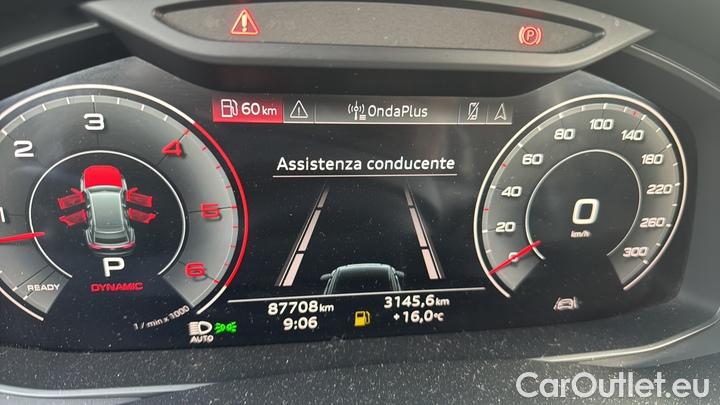 60 km
OndaPlus
Assistenza conducente
1 2 3 4 5 6
READY
P
DYNAMIC
1 / min x 1000
0 20 40 60 80 100 140 180 220 260 300
0
km/h
87708 km
3145,6 km
9:06
+16,0°C
AUTO
P
CarOutlet.eu